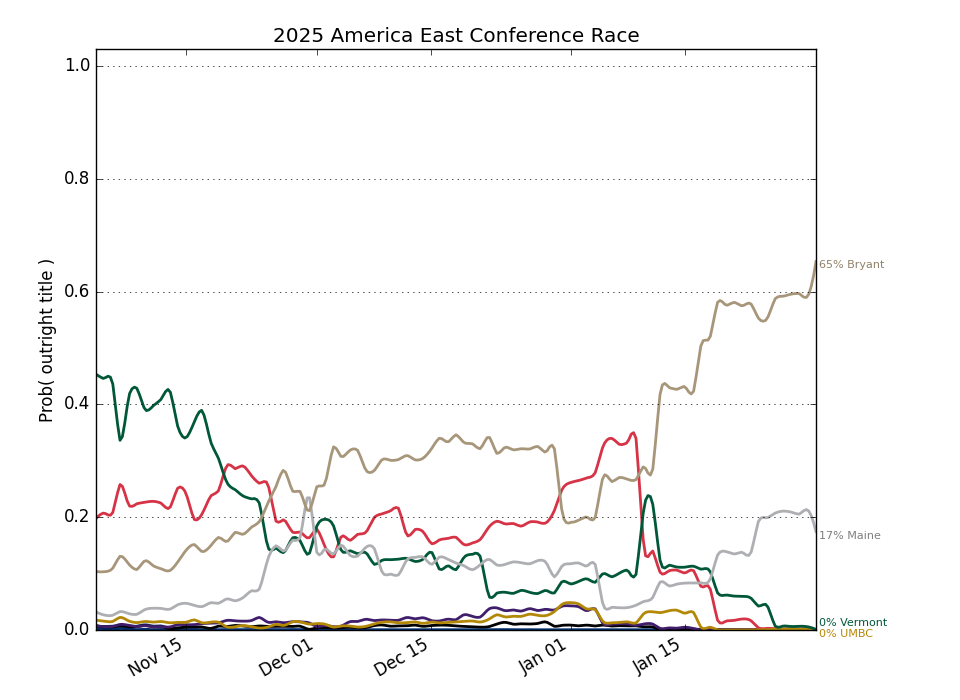 2025 America East Conference Race
1.0
0.8
0.6
0.4
0.2
0.0
Prob( outright title )
Nov 15
Dec 01
Dec 15
Jan 01
Jan 15
65% Bryant
17% Maine
0% Vermont
0% UMBC